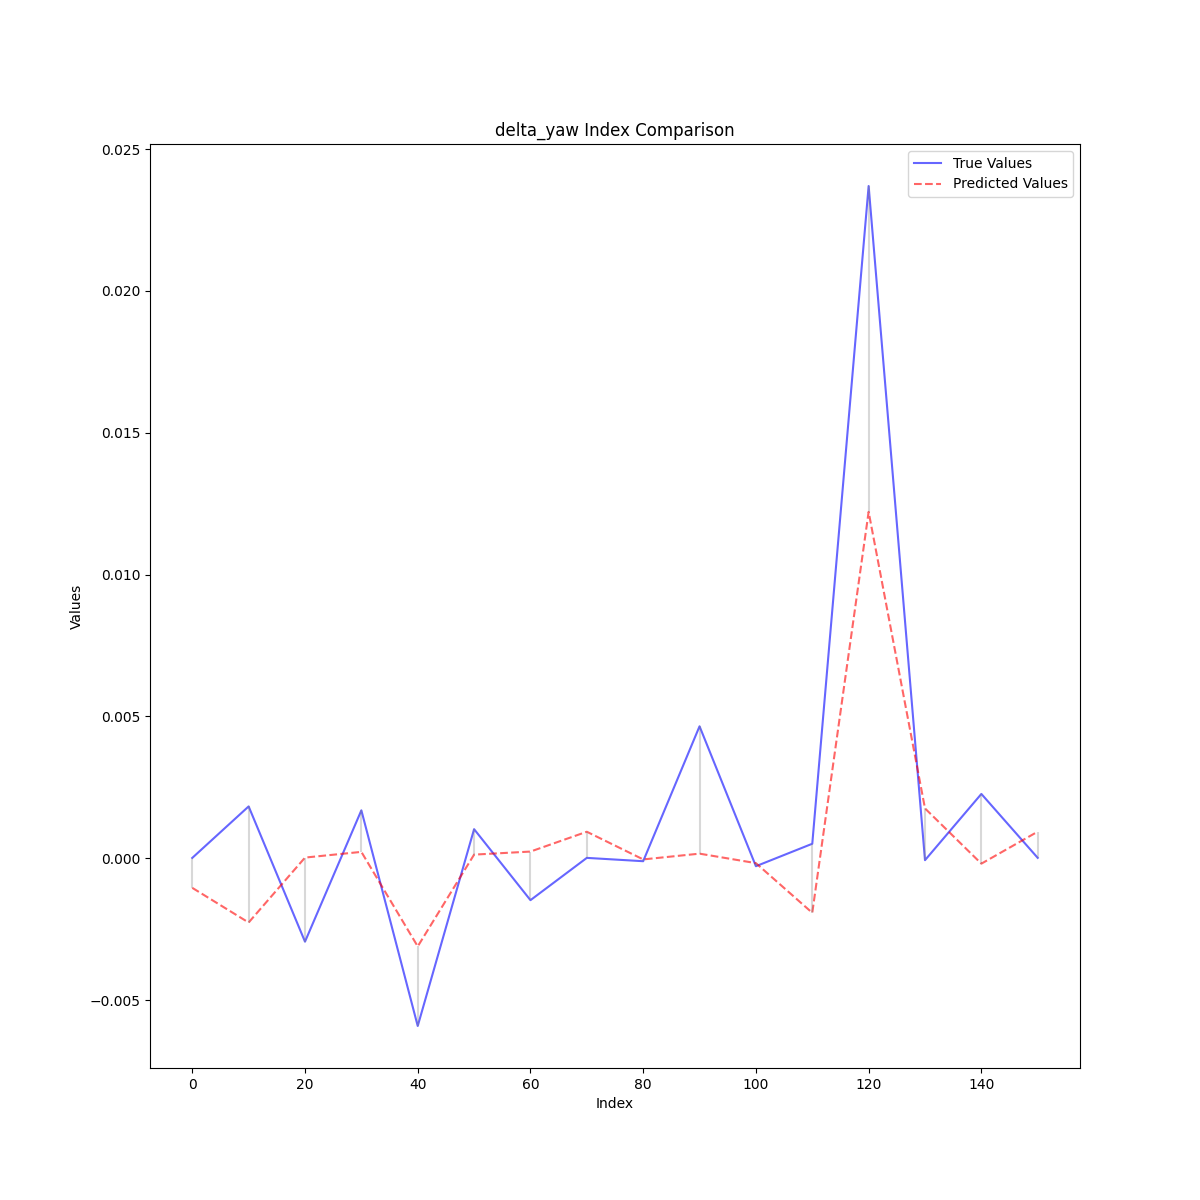 delta_yaw Index Comparison
True Values
Predicted Values
0.025
0.020
0.015
0.010
0.005
0.000
−0.005
Values
0 20 40 60 80 100 120 140
Index